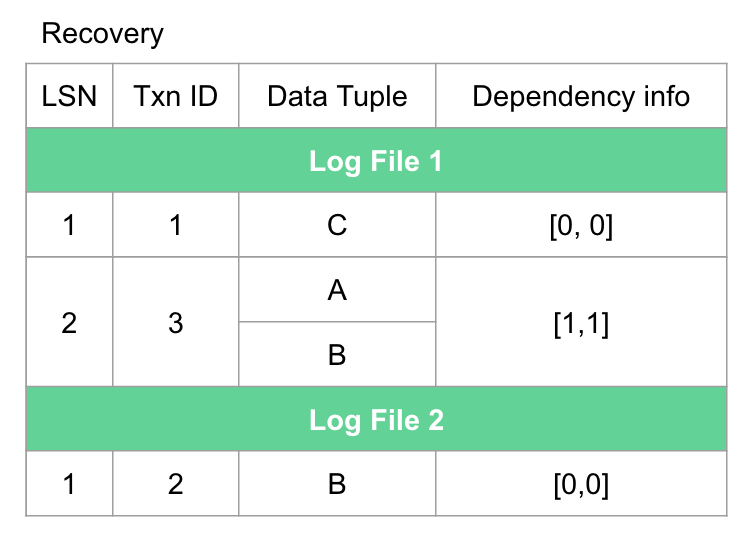 Recovery
LSN Txn ID Data Tuple Dependency info
Log File 1
1 1 C [0, 0]
2 3 A [1,1]
B
Log File 2
1 2 B [0,0]